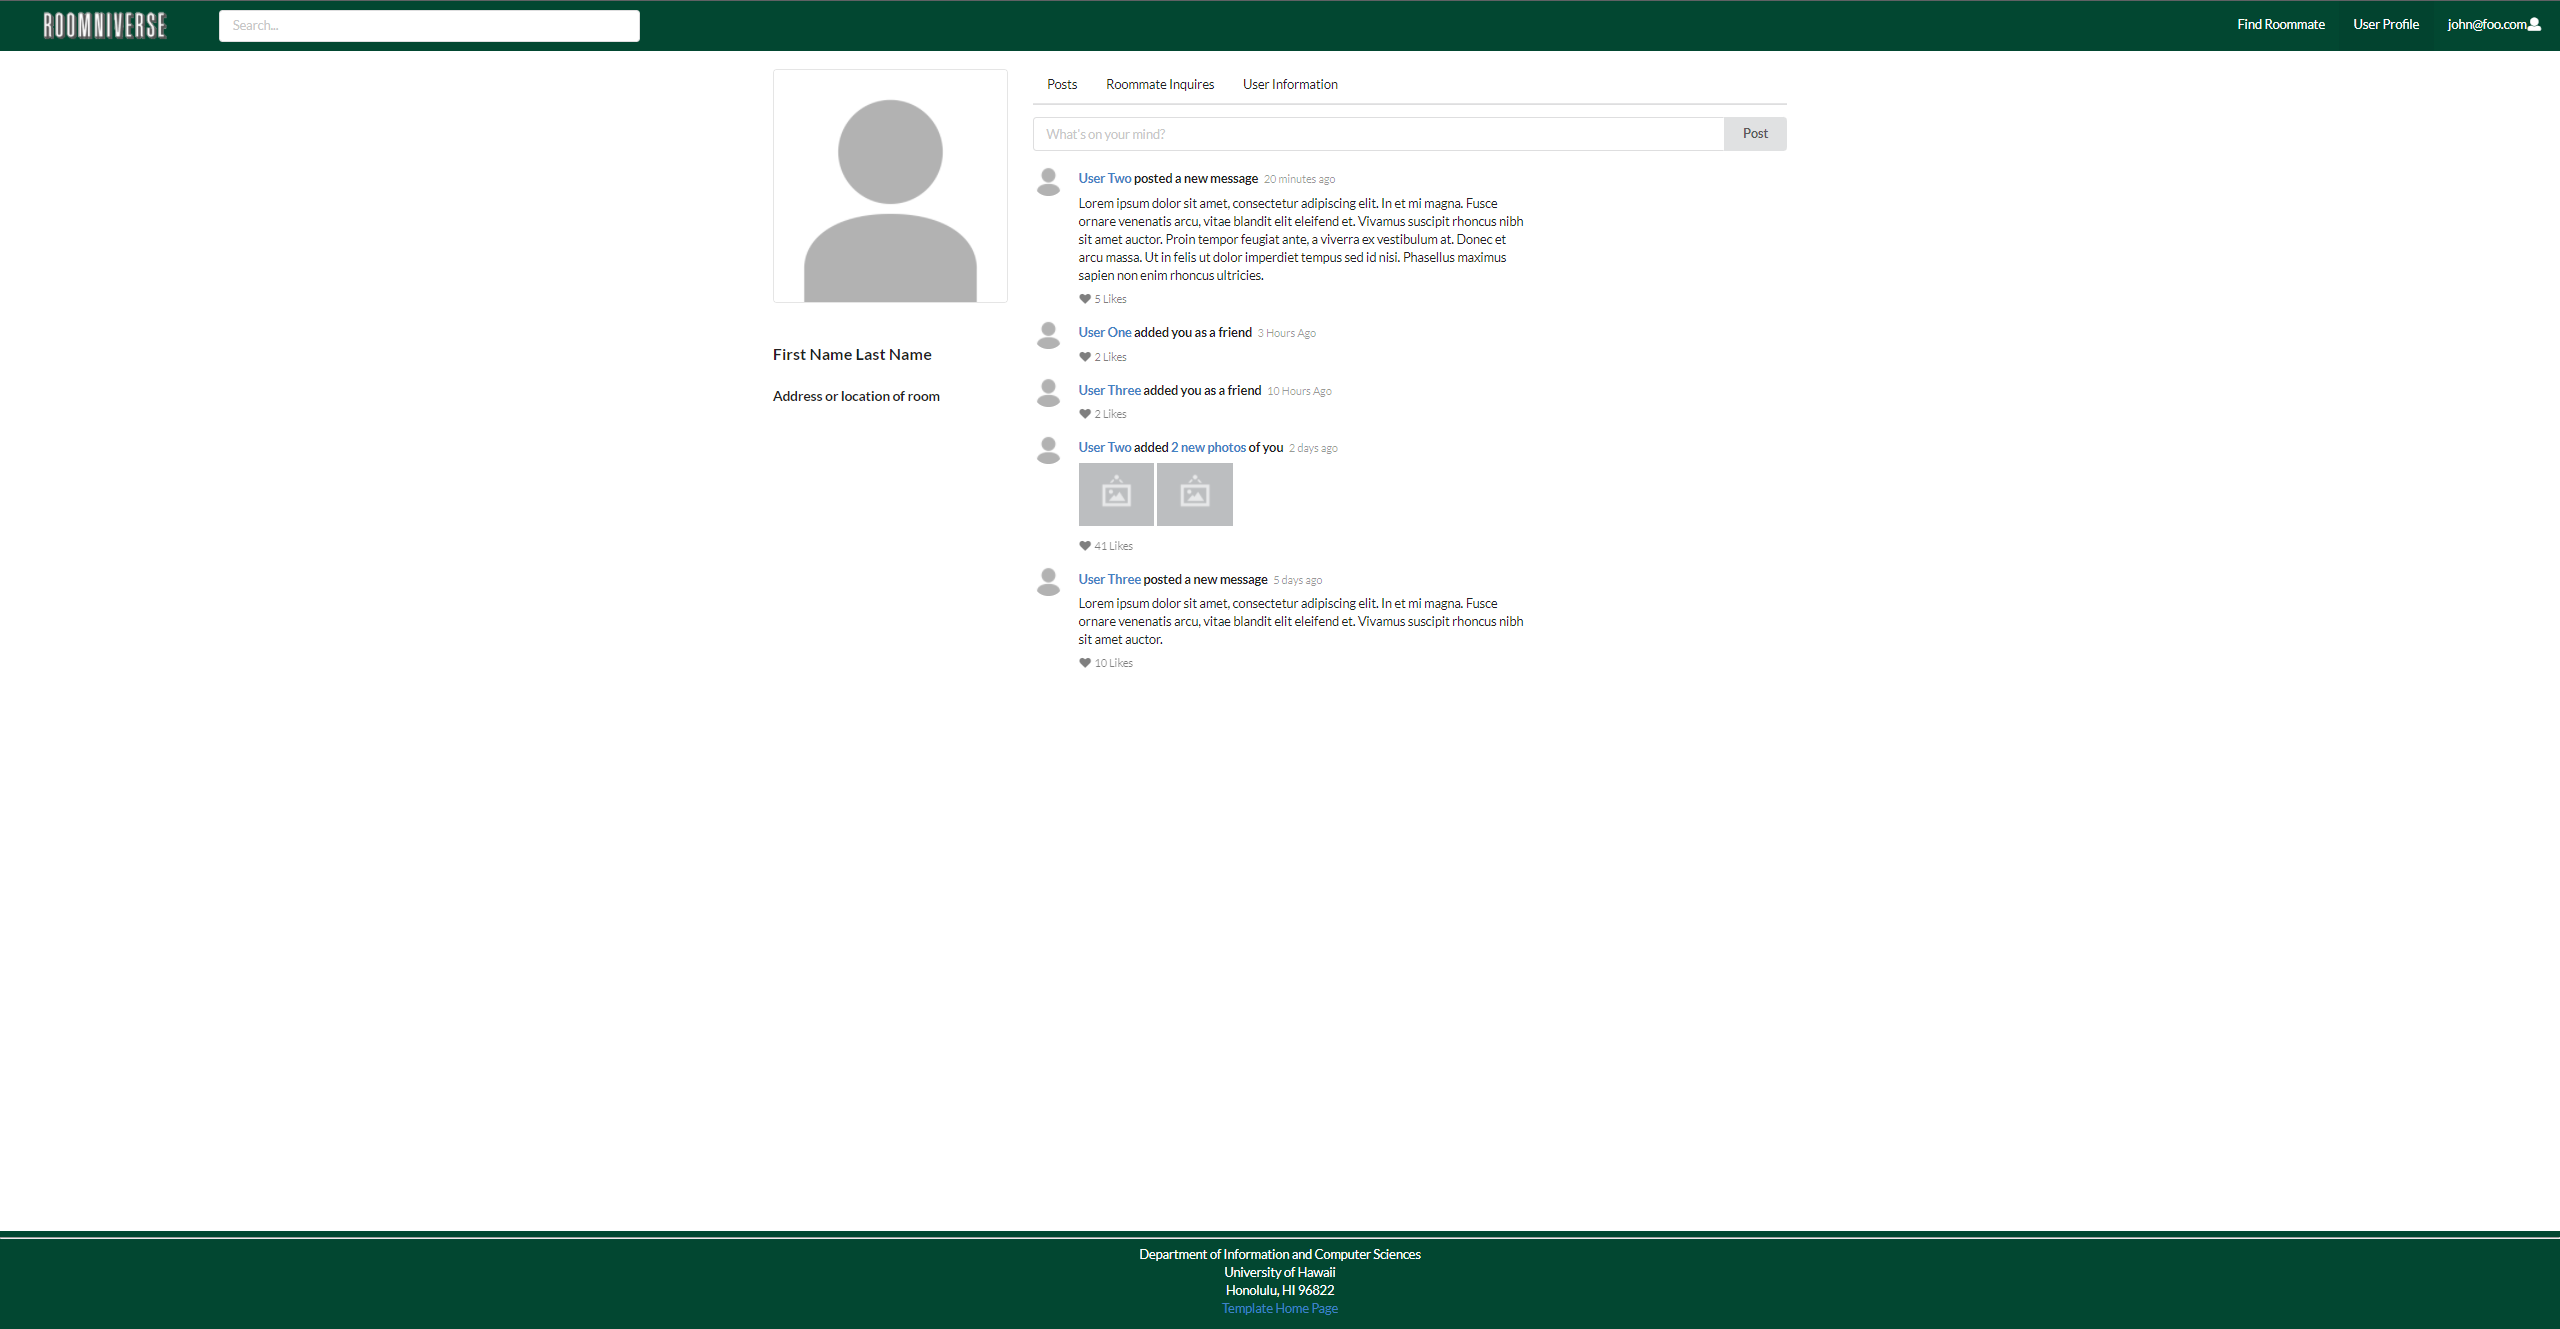 ROOMNIVERSE
Search...
Find Roommate
User Profile
john@foo.com
Posts
Roommate Inquires
User Information
What's on your mind?
Post
First Name Last Name
Address or location of room
User Two posted a new message 20 minutes ago
Lorem ipsum dolor sit amet, consectetur adipiscing elit. In et mi magna. Fusce
ornare venenatis arcu, vitae blandit elit eleifend et. Vivamus suscipit rhoncus nibh
sit amet auctor. Proin tempor feugiat ante, a viverra ex vestibulum at. Donec et
arcu massa. Ut in felis ut dolor imperdiet tempus sed id nisi. Phasellus maximus
sapien non enim rhoncus ultricies.
5 Likes
User One added you as a friend 3 Hours Ago
2 Likes
User Three added you as a friend 10 Hours Ago
2 Likes
User Two added 2 new photos of you 2 days ago
41 Likes
User Three posted a new message 5 days ago
Lorem ipsum dolor sit amet, consectetur adipiscing elit. In et mi magna. Fusce
ornare venenatis arcu, vitae blandit elit eleifend et. Vivamus suscipit rhoncus nibh
sit amet auctor.
10 Likes
Department of Information and Computer Sciences
University of Hawaii
Honolulu, HI 96822
Template Home Page